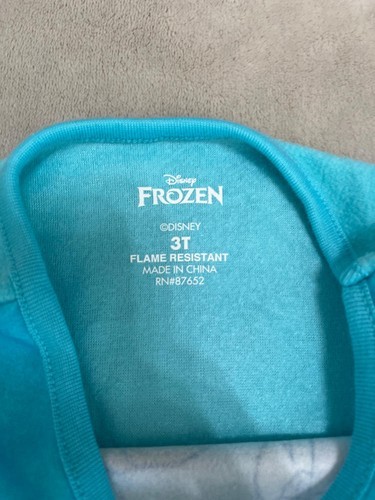 Disney
FROZEN
©DISNEY
3T
FLAME RESISTANT
MADE IN CHINA
RN#87652